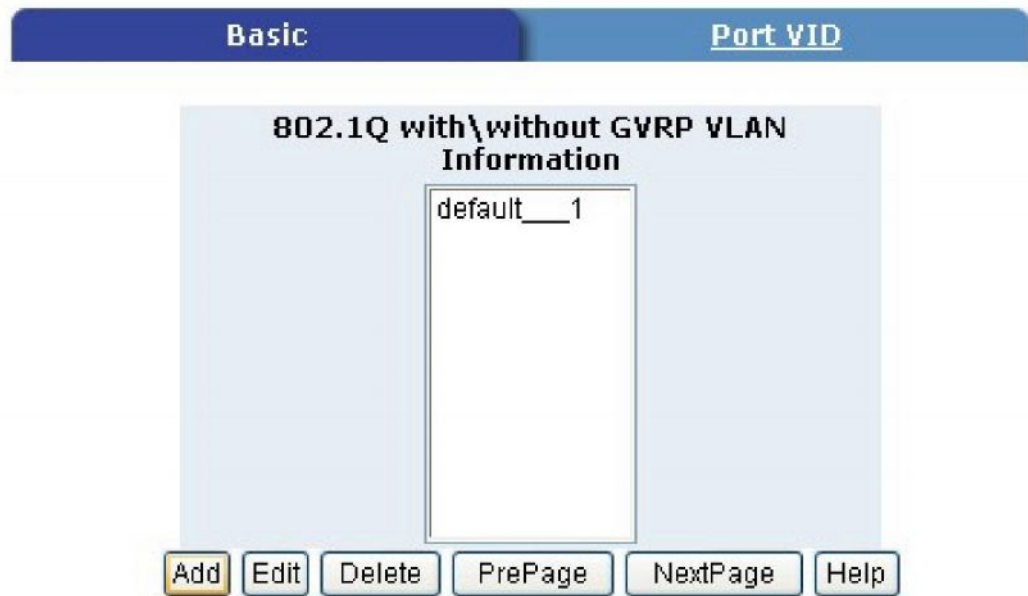 Basic Port VID
802.1Q with\without GVRP VLAN
Information
default___1
Add Edit Delete PrePage NextPage Help